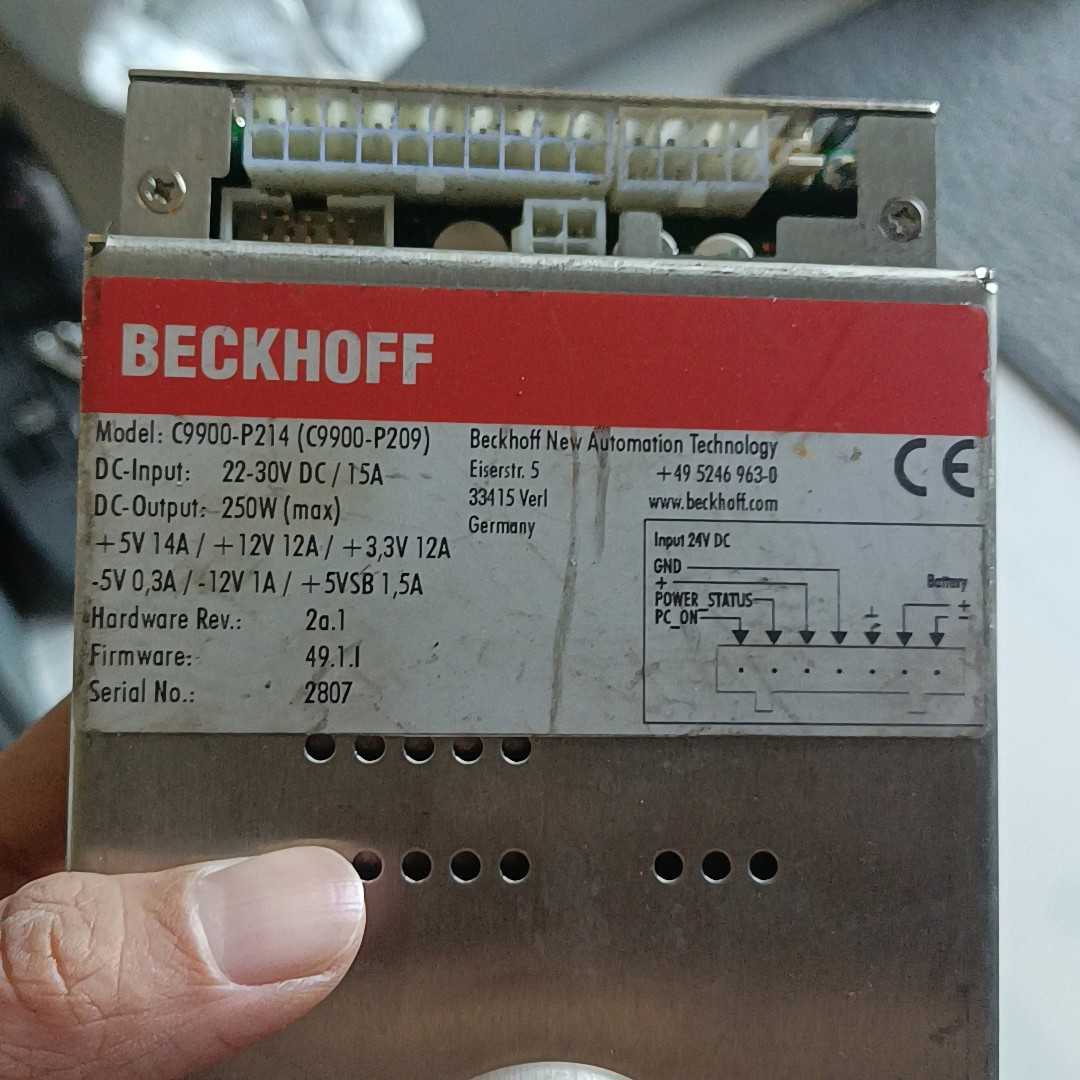 BECKHOFF
Model: C9900-P214 (C9900-P209)
DC-Input: 22-30V DC / 15A
DC-Output: 250W (max)
+5V 14A / +12V 12A / +3,3V 12A
-5V 0,3A / -12V 1A / +5VSB 1,5A
Hardware Rev.: 2a.1
Firmware: 49.1.I
Serial No.: 2807
Beckhoff New Automation Technology
Eiserstr. 5 +49 5246 963-0
33415 Verl www.beckhoff.com
Germany
CE
Input 24V DC
GND
+
POWER_STATUS
PC_ON
Battery
+
-